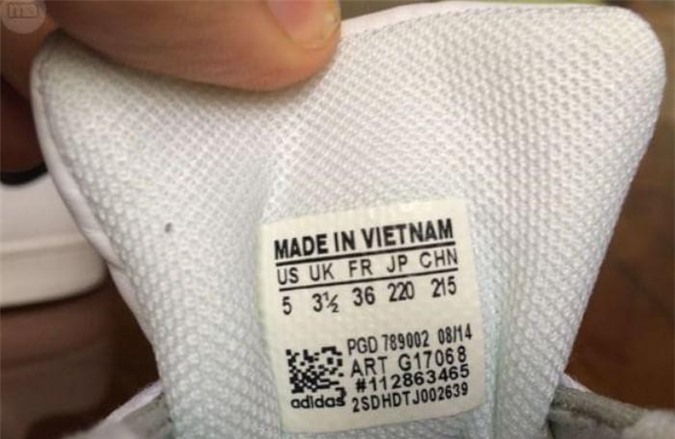 MADE IN VIETNAM
US UK FR JP CHN
5 3½ 36 220 215
PGD 789002 08/14
ART G17068
#112863465
adidas 2SDHDTJ002639